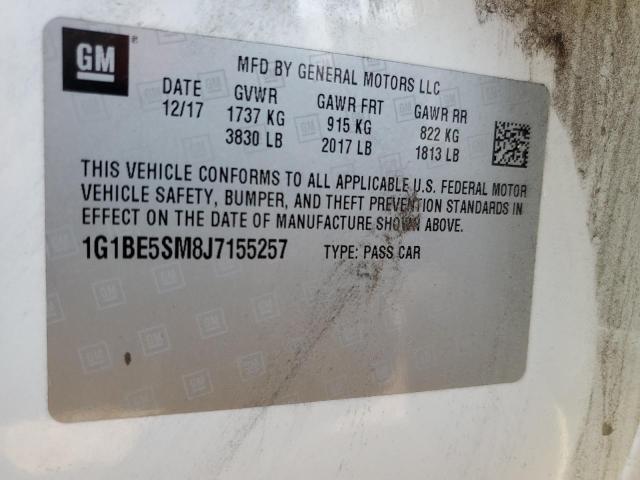 GM
MFD BY GENERAL MOTORS LLC
DATE GVWR GAWR FRT GAWR RR
12/17 1737 KG 915 KG 822 KG
3830 LB 2017 LB 1813 LB
THIS VEHICLE CONFORMS TO ALL APPLICABLE U.S. FEDERAL MOTOR
VEHICLE SAFETY, BUMPER, AND THEFT PREVENTION STANDARDS IN
EFFECT ON THE DATE OF MANUFACTURE SHOWN ABOVE
1G1BE5SM8J7155257 TYPE: PASS CAR